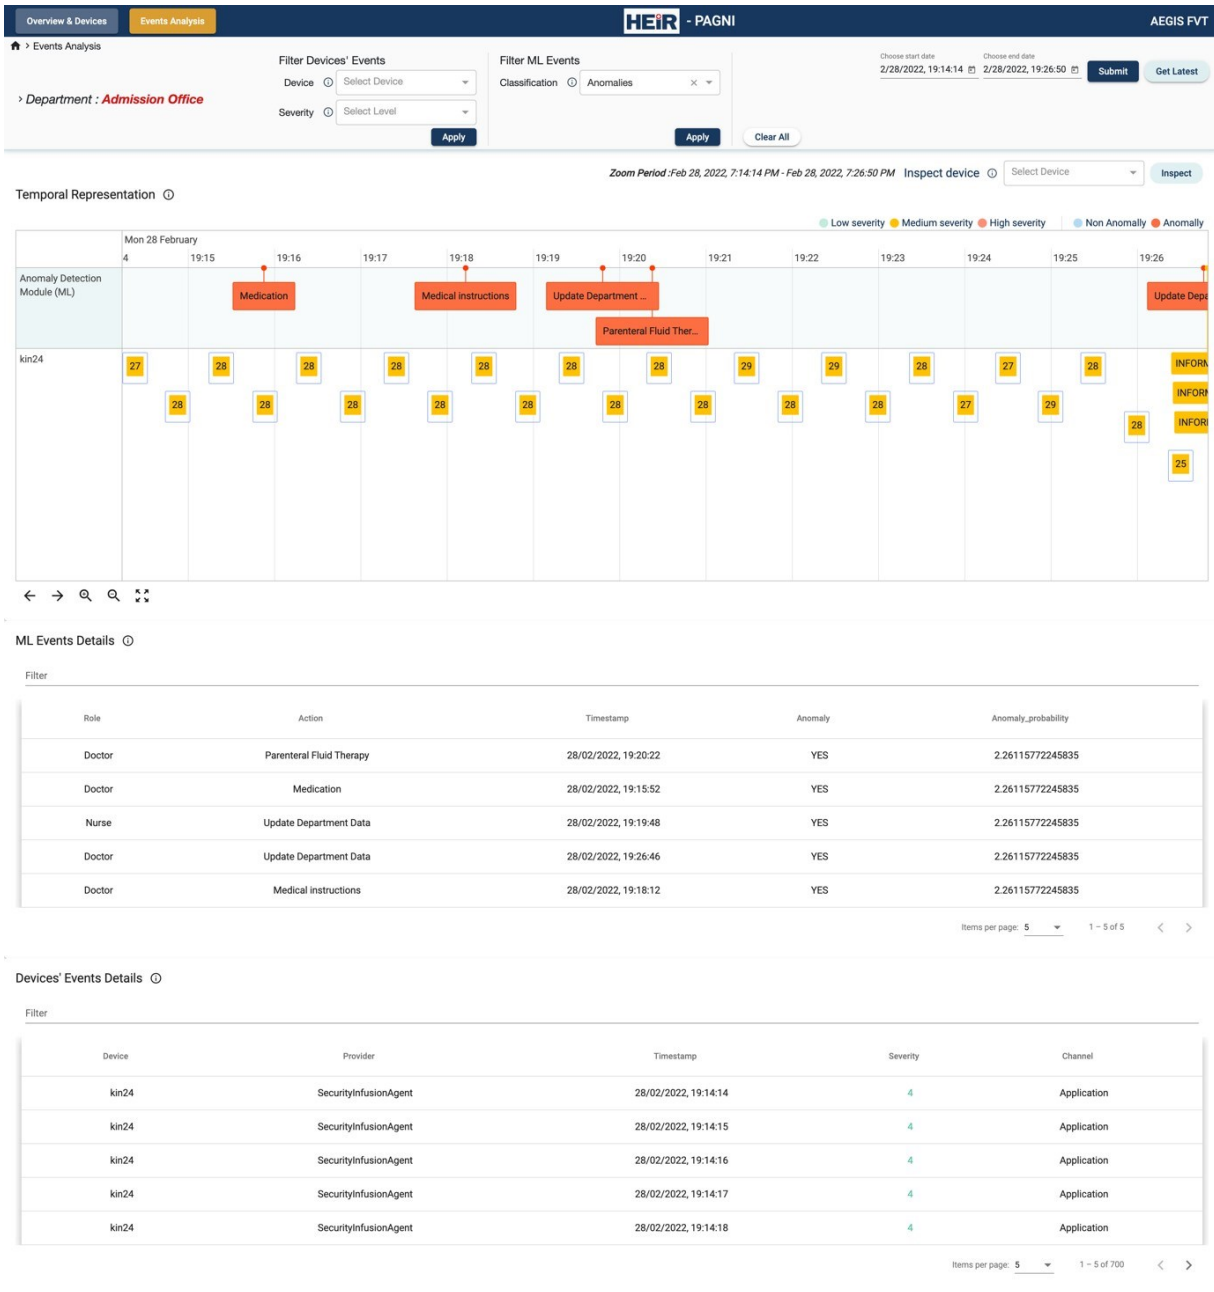 Overview & Devices Events Analysis HEiR - PAGNI AEGIS FVT
> Events Analysis
> Department : Admission Office
Filter Devices' Events
Device Select Device
Severity Select Level
Apply
Filter ML Events
Classification Anomalies ×
Apply
Clear All
Choose start date Choose end date
2/28/2022, 19:14:14 2/28/2022, 19:26:50 Submit Get Latest
Zoom Period :Feb 28, 2022, 7:14:14 PM - Feb 28, 2022, 7:26:50 PM Inspect device Select Device Inspect
Temporal Representation
Low severity Medium severity High severity Non Anomally Anomally
Mon 28 February
4 19:15 19:16 19:17 19:18 19:19 19:20 19:21 19:22 19:23 19:24 19:25 19:26
Anomaly Detection
Module (ML)
Medication Medical instructions Update Department ... Update Depa
Parenteral Fluid Ther...
kin24
27 28 28 28 28 28 28 29 29 28 27 28 INFORM
28 28 28 28 28 28 28 28 28 27 29 INFORM
28 INFORM
25
ML Events Details
Filter
Role Action Timestamp Anomaly Anomaly_probability
Doctor Parenteral Fluid Therapy 28/02/2022, 19:20:22 YES 2.26115772245835
Doctor Medication 28/02/2022, 19:15:52 YES 2.26115772245835
Nurse Update Department Data 28/02/2022, 19:19:48 YES 2.26115772245835
Doctor Update Department Data 28/02/2022, 19:26:46 YES 2.26115772245835
Doctor Medical instructions 28/02/2022, 19:18:12 YES 2.26115772245835
Items per page: 5 1 – 5 of 5
Devices' Events Details
Filter
Device Provider Timestamp Severity Channel
kin24 SecurityInfusionAgent 28/02/2022, 19:14:14 4 Application
kin24 SecurityInfusionAgent 28/02/2022, 19:14:15 4 Application
kin24 SecurityInfusionAgent 28/02/2022, 19:14:16 4 Application
kin24 SecurityInfusionAgent 28/02/2022, 19:14:17 4 Application
kin24 SecurityInfusionAgent 28/02/2022, 19:14:18 4 Application
Items per page: 5 1 – 5 of 700